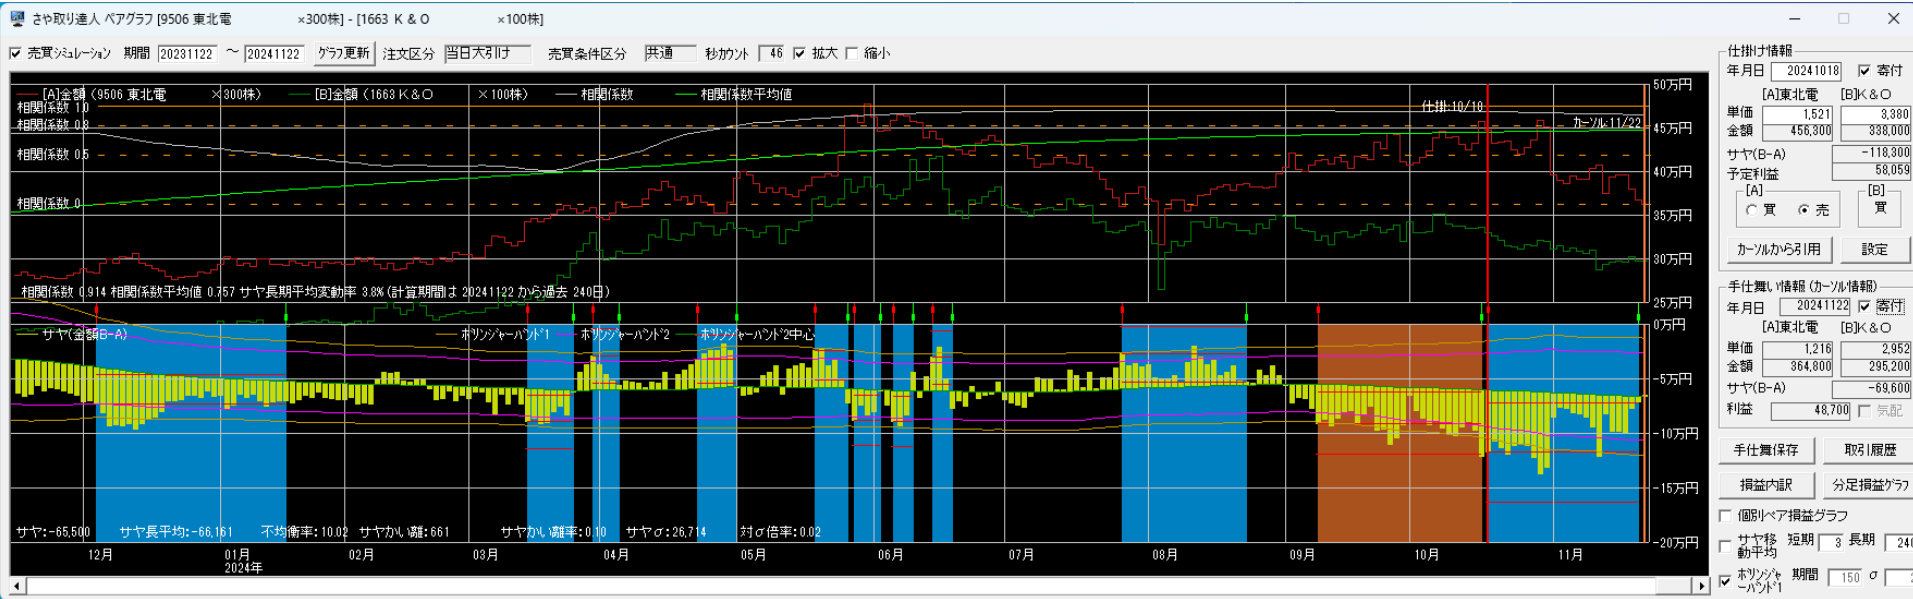 さや取り達人 ペアグラフ [9506 東北電 ×300株] - [1663 K & O ×100株]
売買シミュレーション 期間 20231122 ～ 20241122 グラフ更新 注文区分 当日大引け 売買条件区分 共通 秒カウント 46 拡大 縮小
[A]金額 (9506 東北電 ×300株) [B]金額 (1663 K&O ×100株) 相関係数 相関係数平均値
相関係数 1.0
相関係数 0.8
相関係数 0.5
相関係数 0
仕掛:10/18
カーソル:11/22
50万円
45万円
40万円
35万円
30万円
25万円
相関係数 0.914 相関係数平均値 0.757 サヤ長期平均変動率 3.8% (計算期間は 20241122 から過去 240日)
サヤ(金額B-A) ボリンジャーバンド1 ボリンジャーバンド2 ボリンジャーバンド2中心
0万円
-5万円
-10万円
-15万円
-20万円
サヤ:-65,500 サヤ長平均:-66,161 不均衡率:10.02 サヤかい離:661 サヤかい離率:0.10 サヤσ:26,714 対σ倍率:0.02
12月 01月 02月 03月 04月 05月 06月 07月 08月 09月 10月 11月
2024年
仕掛け情報
年月日 20241018 寄付
[A]東北電 [B]K&O
単価 1,521 3,380
金額 456,300 338,000
サヤ(B-A) -118,300
予定利益 58,059
[A] [B]
買 売 買
カーソルから引用 設定
手仕舞い情報 (カーソル情報)
年月日 20241122 寄付
[A]東北電 [B]K&O
単価 1,216 2,952
金額 364,800 295,200
サヤ(B-A) -69,600
利益 48,700 気配
手仕舞保存 取引履歴
損益内訳 分足損益グラフ
個別ペア損益グラフ
サヤ移動平均 短期 3 長期 240
ボリンジャーバンド1 期間 150 σ